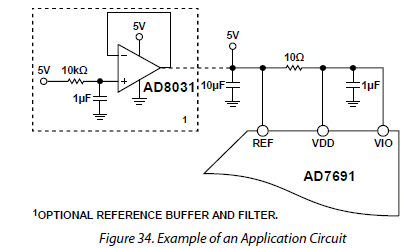 5V
5V
5V
10kΩ
10Ω
AD8031
10µF
1µF
1µF
1
REF
VDD
VIO
AD7691
1OPTIONAL REFERENCE BUFFER AND FILTER.
Figure 34. Example of an Application Circuit